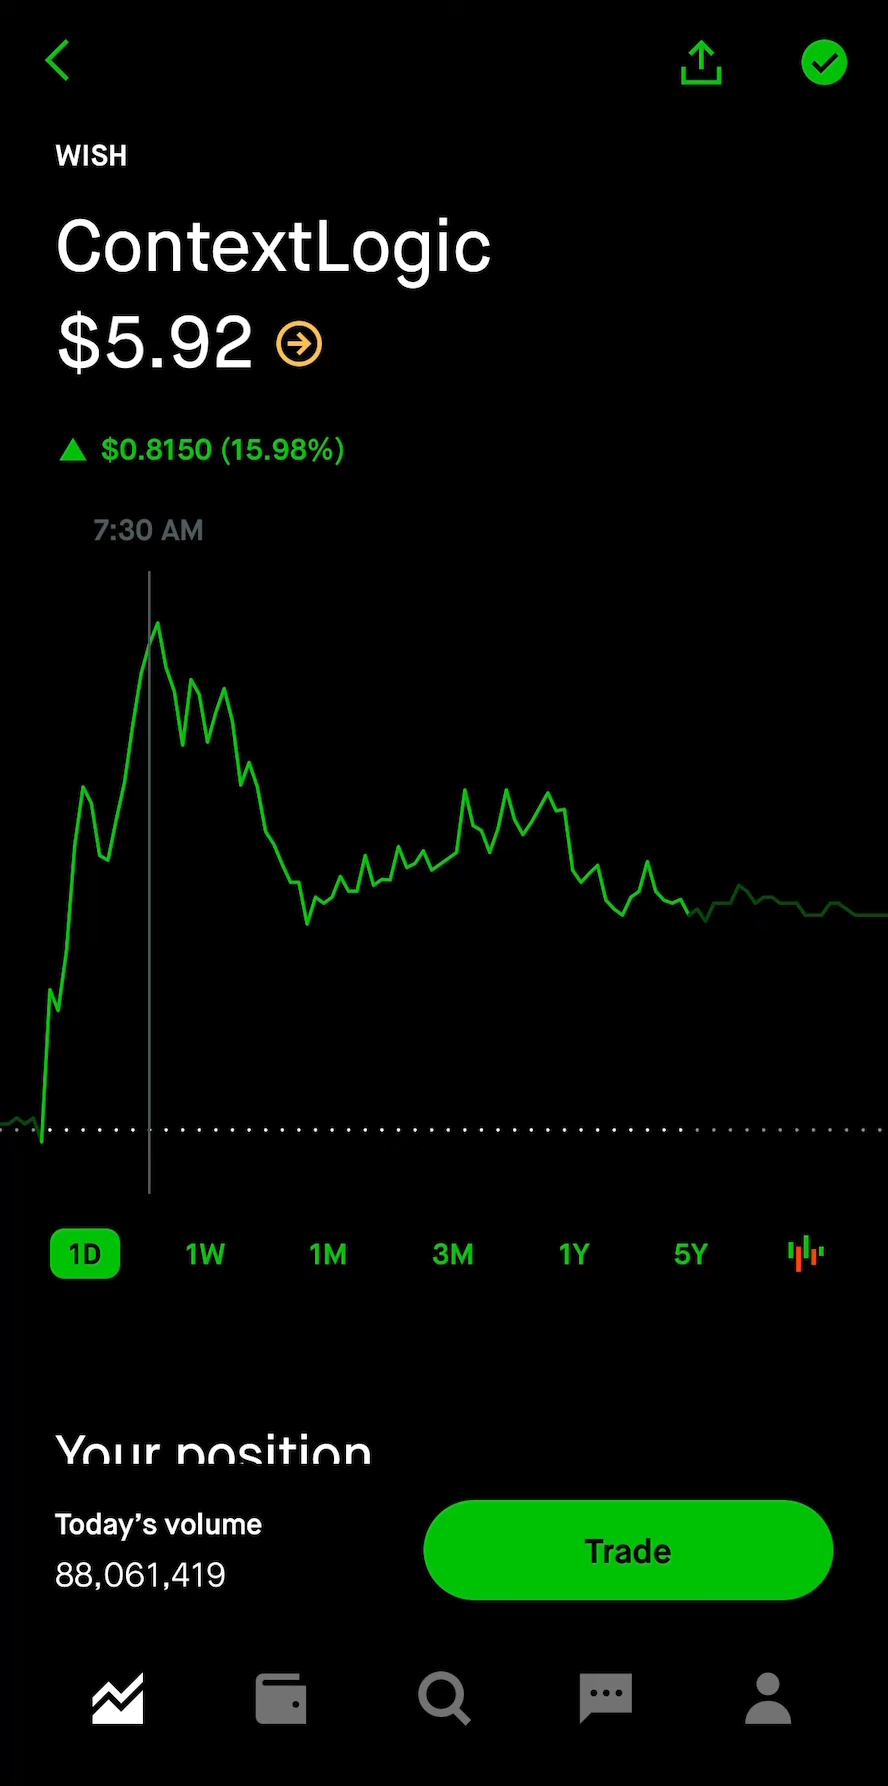 WISH
ContextLogic
$5.92
$0.8150 (15.98%)
7:30 AM
1D 1W 1M 3M 1Y 5Y
Your position
Today's volume
88,061,419
Trade